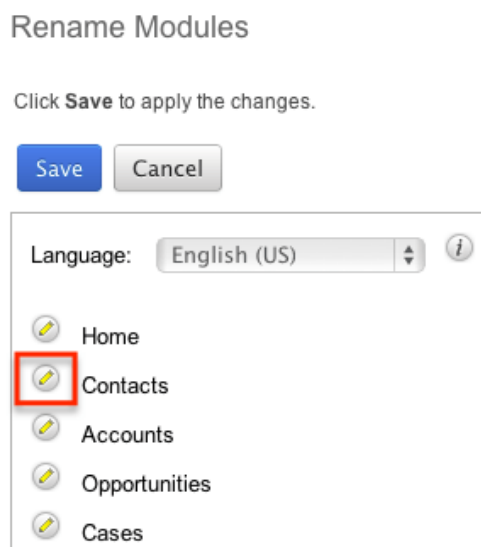 Rename Modules
Click Save to apply the changes.
Save Cancel
Language: English (US) i
Home
Contacts
Accounts
Opportunities
Cases